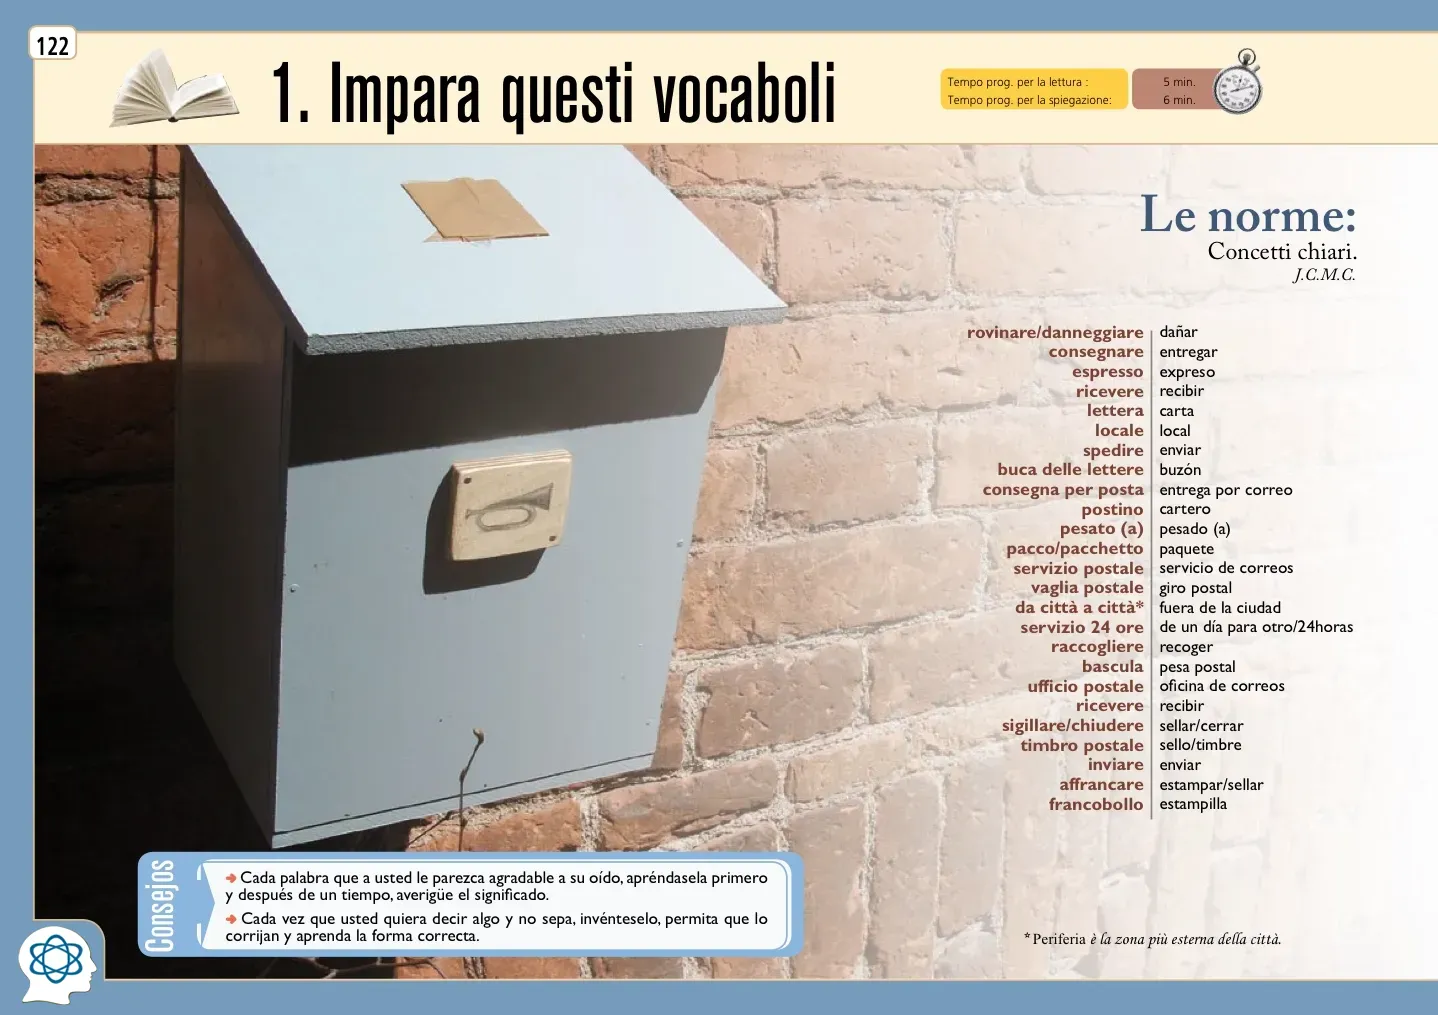 122
1. Impara questi vocaboli
Tempo prog. per la lettura : 5 min.
Tempo prog. per la spiegazione: 6 min.
Le norme:
Concetti chiari.
J.C.M.C.
rovinare/danneggiare dañar
consegnare entregar
espresso expreso
ricevere recibir
lettera carta
locale local
spedire enviar
buca delle lettere buzón
consegna per posta entrega por correo
postino cartero
pesato (a) pesado (a)
pacco/pacchetto paquete
servizio postale servicio de correos
vaglia postale giro postal
da città a città* fuera de la ciudad
servizio 24 ore de un día para otro/24horas
raccogliere recoger
bascula pesa postal
ufficio postale oficina de correos
ricevere recibir
sigillare/chiudere sellar/cerrar
timbro postale sello/timbre
inviare enviar
affrancare estampar/sellar
francobollo estampilla
Consejos
➜ Cada palabra que a usted le parezca agradable a su oído, apréndasela primero
y después de un tiempo, averigüe el significado.
➜ Cada vez que usted quiera decir algo y no sepa, invénteselo, permita que lo
corrijan y aprenda la forma correcta.
* Periferia è la zona più esterna della città.